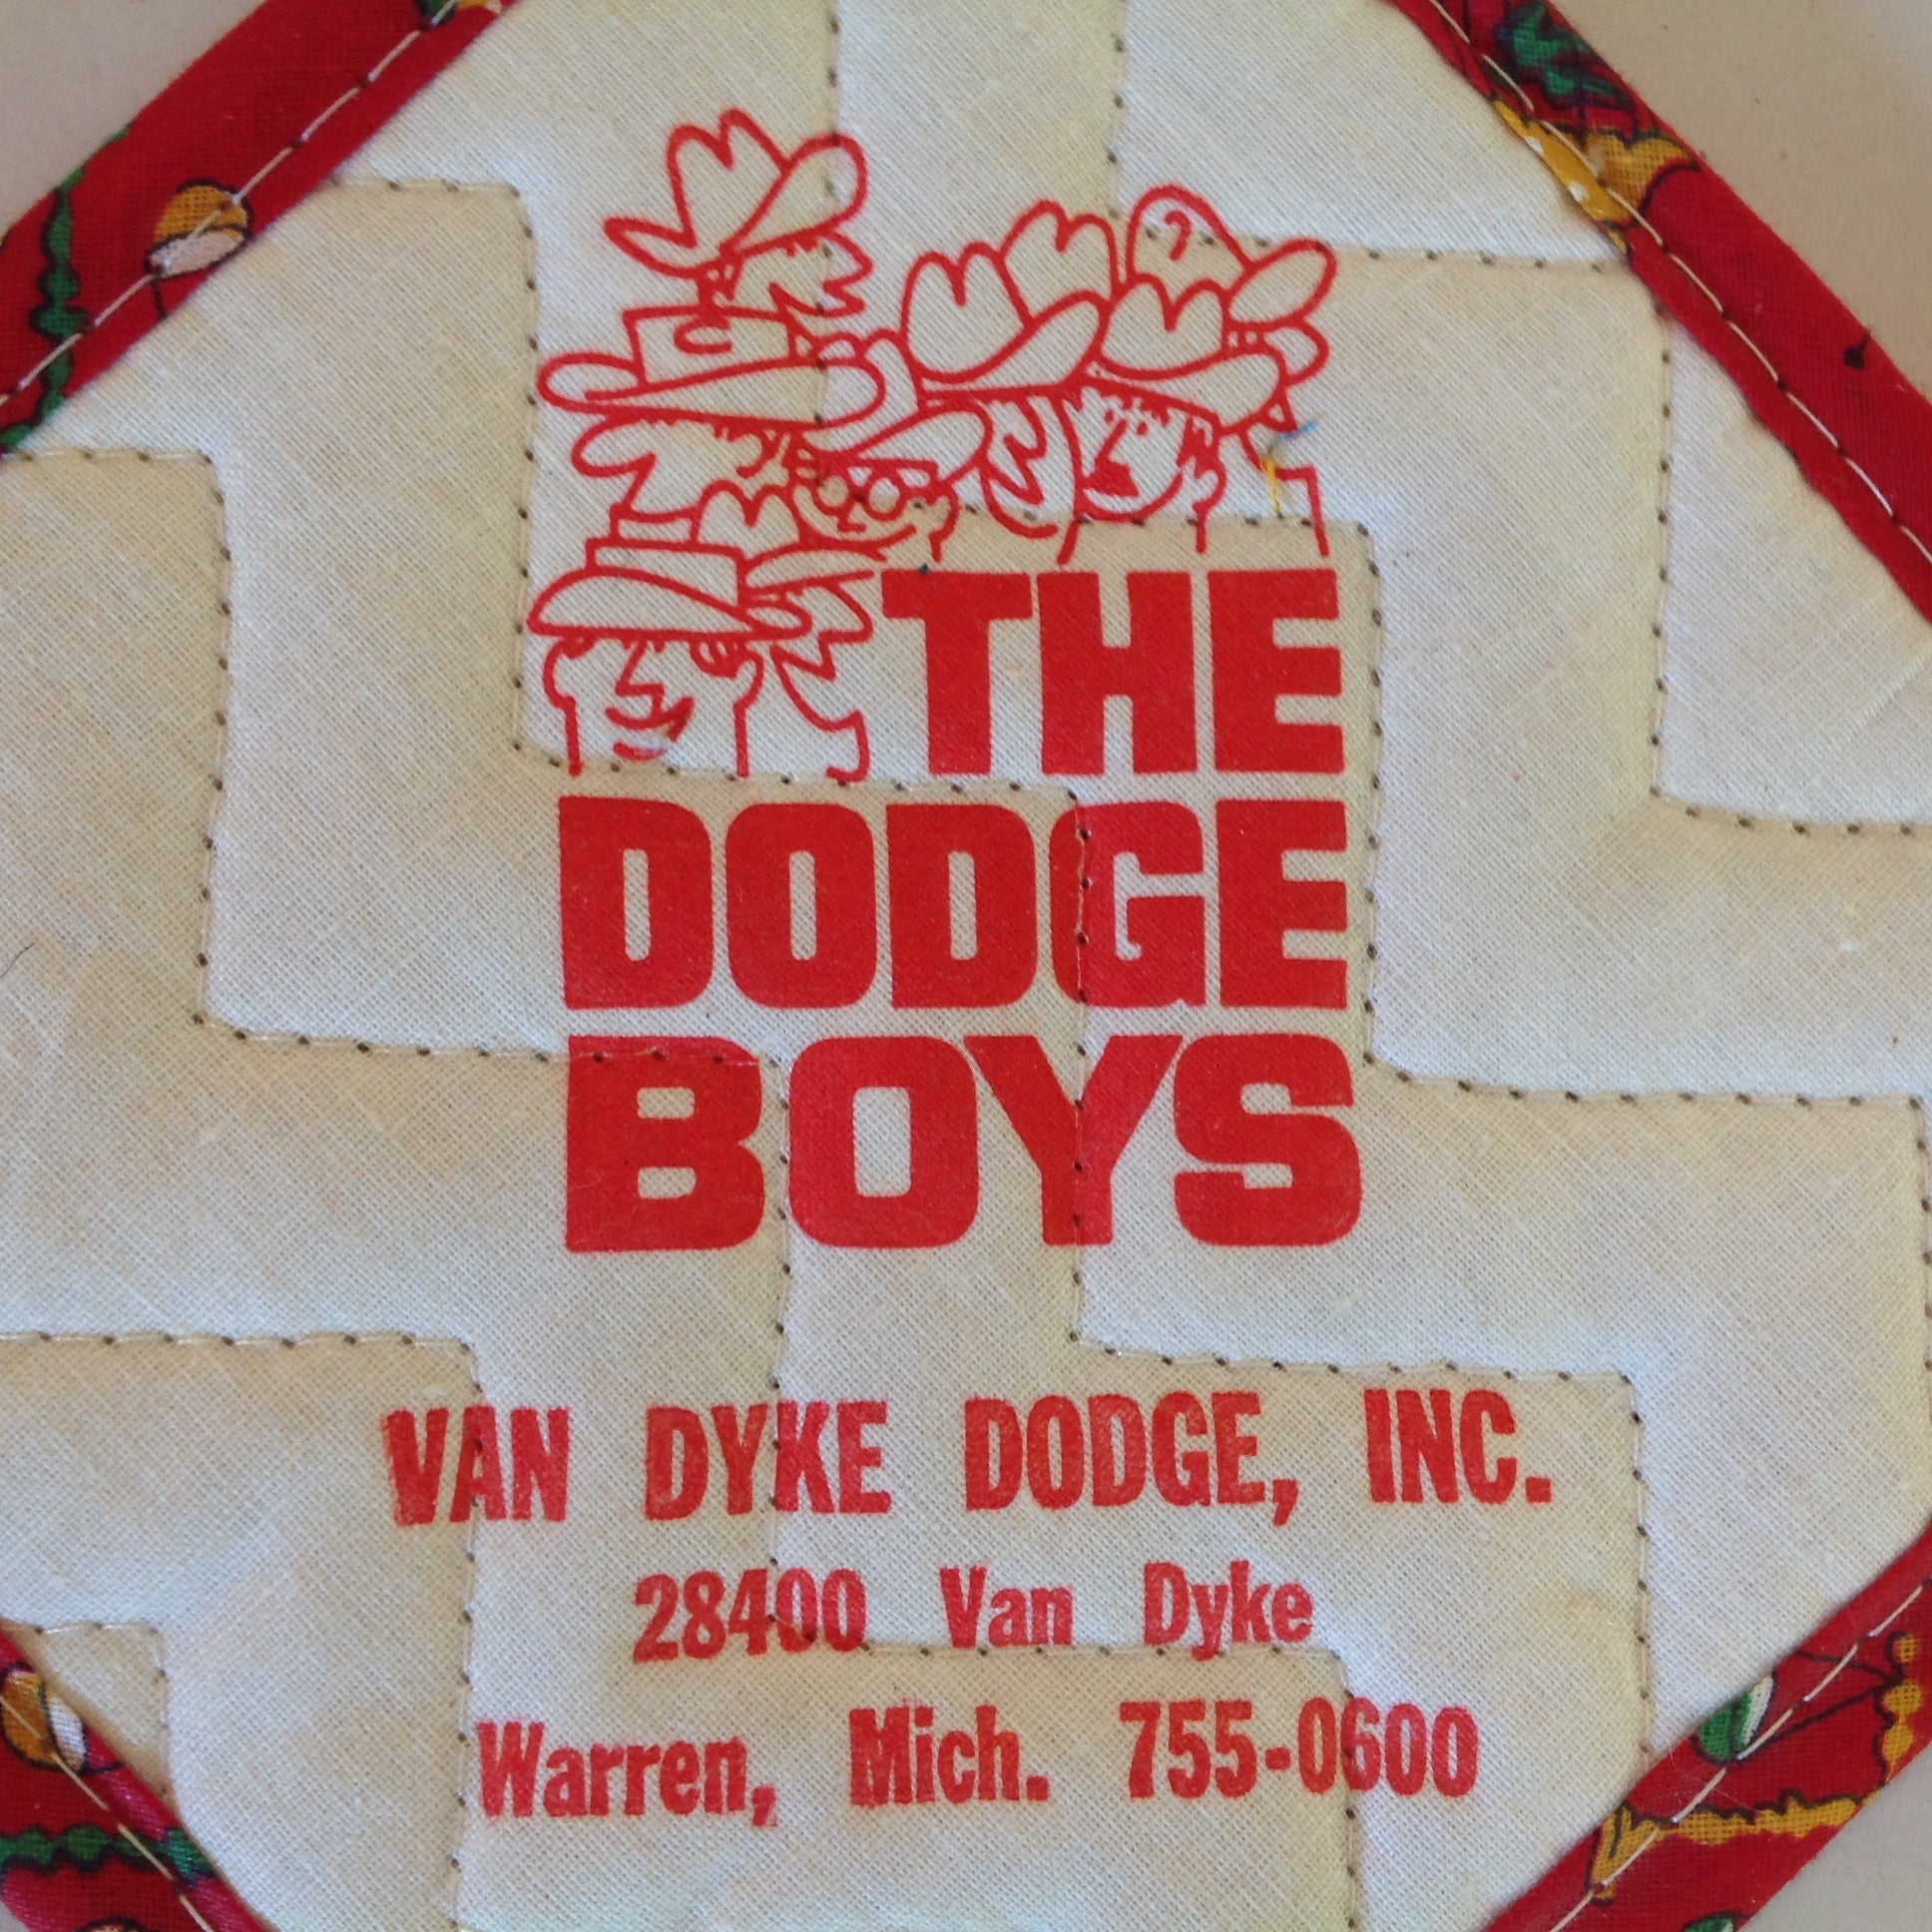 THE
DODGE
BOYS
VAN DYKE DODGE, INC.
28400 Van Dyke
Warren, Mich. 755-0600